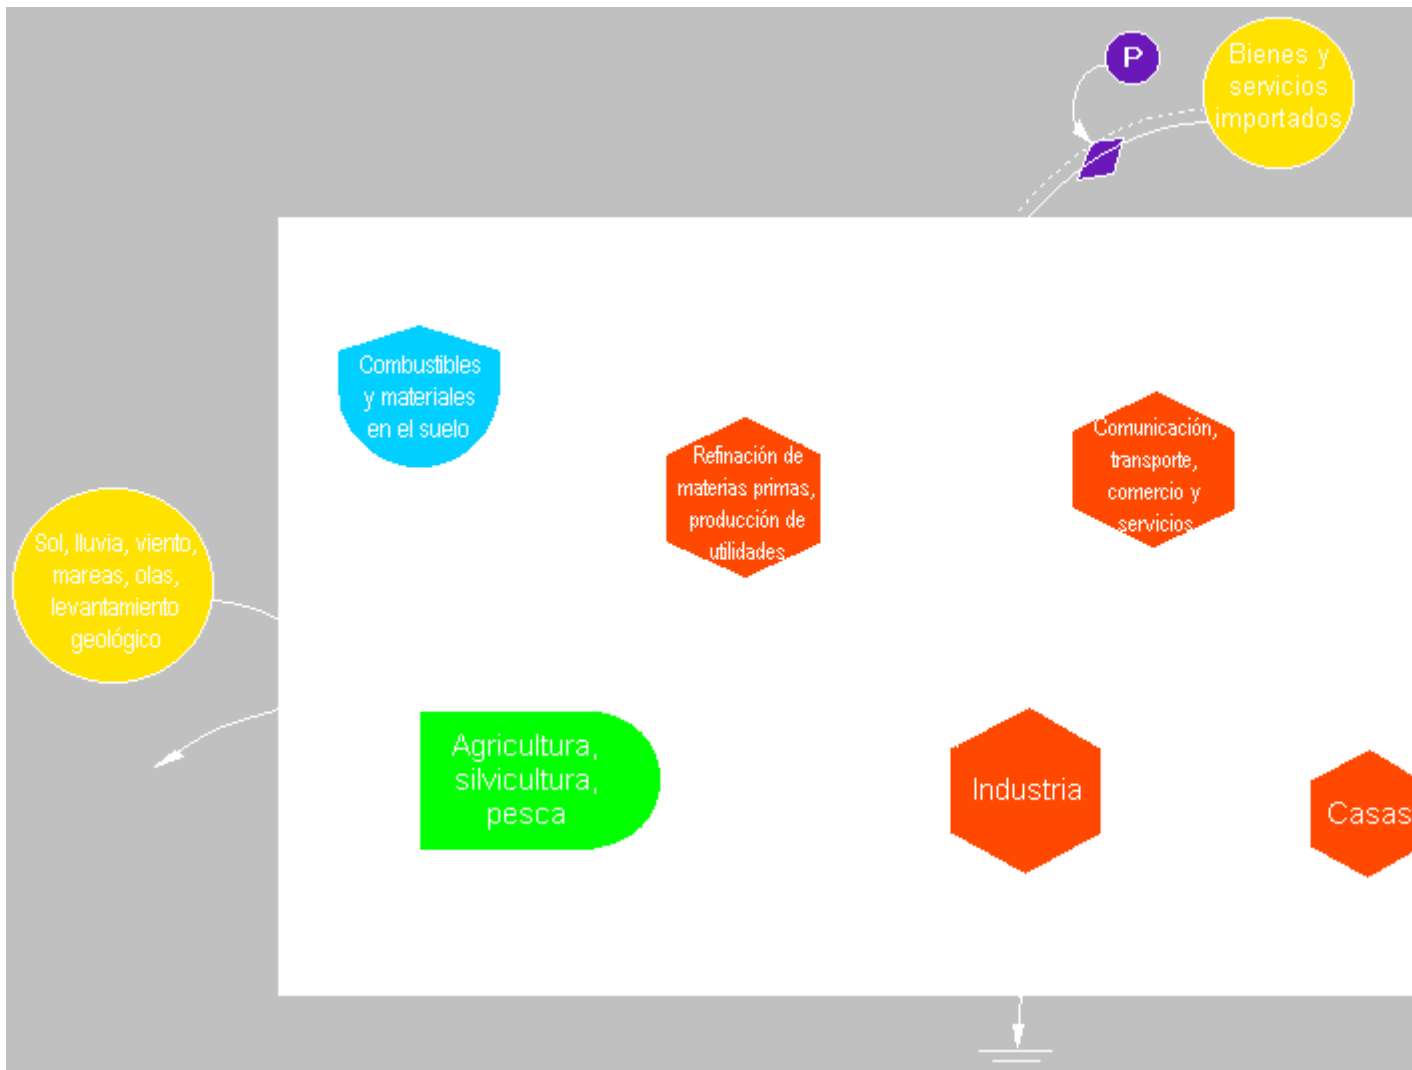 P
Bienes y
servicios
importados
Combustibles
y materiales
en el suelo
Comunicación,
transporte,
comercio y
servicios
Refinación de
materias primas,
producción de
utilidades
Sol, lluvia, viento,
mareas, olas,
levantamiento
geológico
Agricultura,
silvicultura,
pesca
Industria
Casas